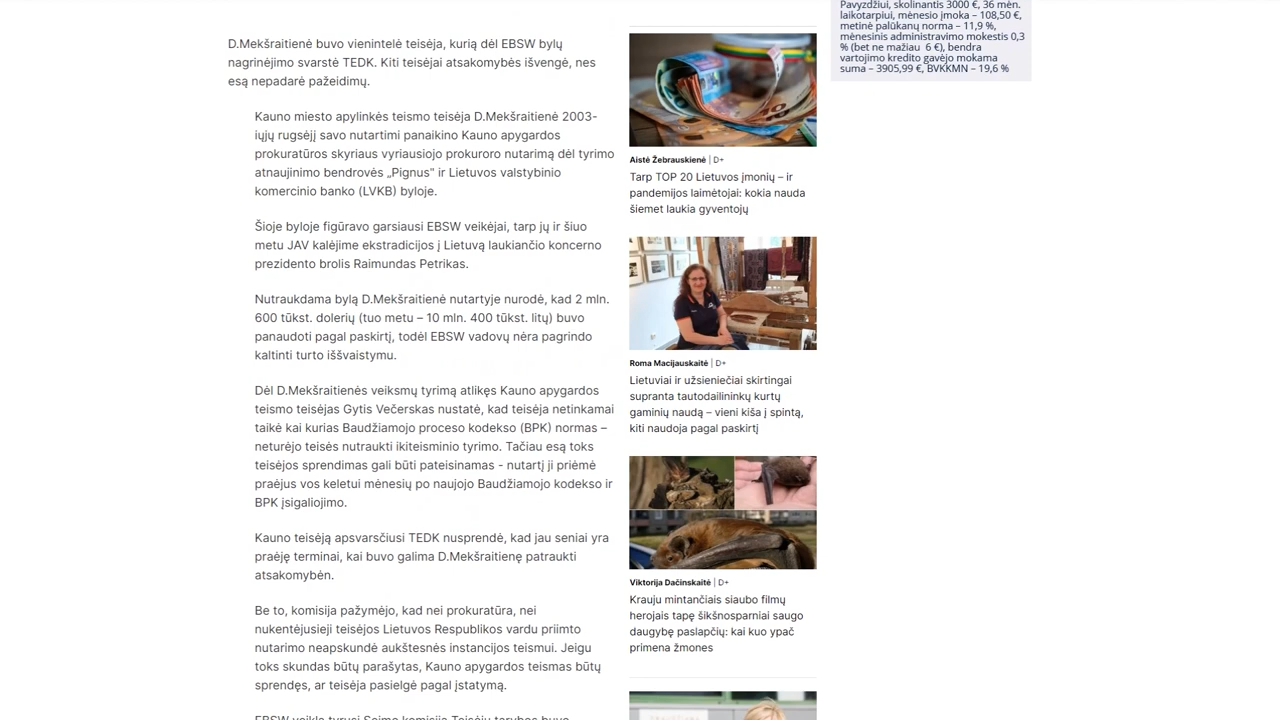 D.Mekšraitienė buvo vienintelė teisėja, kurią dėl EBSW bylų
nagrinėjimo svarstė TEDK. Kiti teisėjai atsakomybės išvengė, nes
esą nepadarė pažeidimų.
Kauno miesto apylinkės teismo teisėja D.Mekšraitienė 2003-
iųjų rugsėjį savo nutartimi panaikino Kauno apygardos
prokuratūros skyriaus vyriausiojo prokuroro nutarimą dėl tyrimo
atnaujinimo bendrovės „Pignus“ ir Lietuvos valstybinio
komercinio banko (LVKB) byloje.
Šioje byloje figūravo garsiausi EBSW veikėjai, tarp jų ir šiuo
metu JAV kalėjime ekstradicijos į Lietuvą laukiančio koncerno
prezidento brolis Raimundas Petrikas.
Nutraukdama bylą D.Mekšraitienė nutartyje nurodė, kad 2 mln.
600 tūkst. dolerių (tuo metu – 10 mln. 400 tūkst. litų) buvo
panaudoti pagal paskirtį, todėl EBSW vadovų nėra pagrindo
kaltinti turto iššvaistymu.
Dėl D.Mekšraitienės veiksmų tyrimą atlikęs Kauno apygardos
teismo teisėjas Gytis Večerskas nustatė, kad teisėja netinkamai
taikė kai kurias Baudžiamojo proceso kodekso (BPK) normas –
neturėjo teisės nutraukti ikiteisminio tyrimo. Tačiau esą toks
teisėjos sprendimas gali būti pateisinamas - nutartį ji priėmė
praėjus vos keletui mėnesių po naujojo Baudžiamojo kodekso ir
BPK įsigaliojimo.
Kauno teisėją apsvarsčiusi TEDK nusprendė, kad jau seniai yra
praėję terminai, kai buvo galima D.Mekšraitienę patraukti
atsakomybėn.
Be to, komisija pažymėjo, kad nei prokuratūra, nei
nukentėjusieji teisėjos Lietuvos Respublikos vardu priimto
nutarimo neapskundė aukštesnės instancijos teismui. Jeigu
toks skundas būtų parašytas, Kauno apygardos teismas būtų
sprendęs, ar teisėja pasielgė pagal įstatymą.
EBSW veiklą tyrusi Seimo komisija Teisėjų tarybos buvo
Aistė Žebrauskienė | D+
Tarp TOP 20 Lietuvos įmonių – ir
pandemijos laimėtojai: kokia nauda
šiemet laukia gyventojų
Roma Macijauskaitė | D+
Lietuviai ir užsieniečiai skirtingai
supranta tautodailininkų kurtų
gaminių naudą – vieni kiša į spintą,
kiti naudoja pagal paskirtį
Viktorija Dačinskaitė | D+
Krauju mintančiais siaubo filmų
herojais tapę šikšnosparniai saugo
daugybę paslapčių: kai kuo ypač
primena žmones
Pavyzdžiui, skolinantis 3000 €, 36 mėn.
laikotarpiui, mėnesio įmoka – 108,50 €,
metinė palūkanų norma – 11,9 %,
mėnesinis administravimo mokestis 0,3
% (bet ne mažiau 6 €), bendra
vartojimo kredito gavėjo mokama
suma – 3905,99 €, BVKKMN – 19,6 %